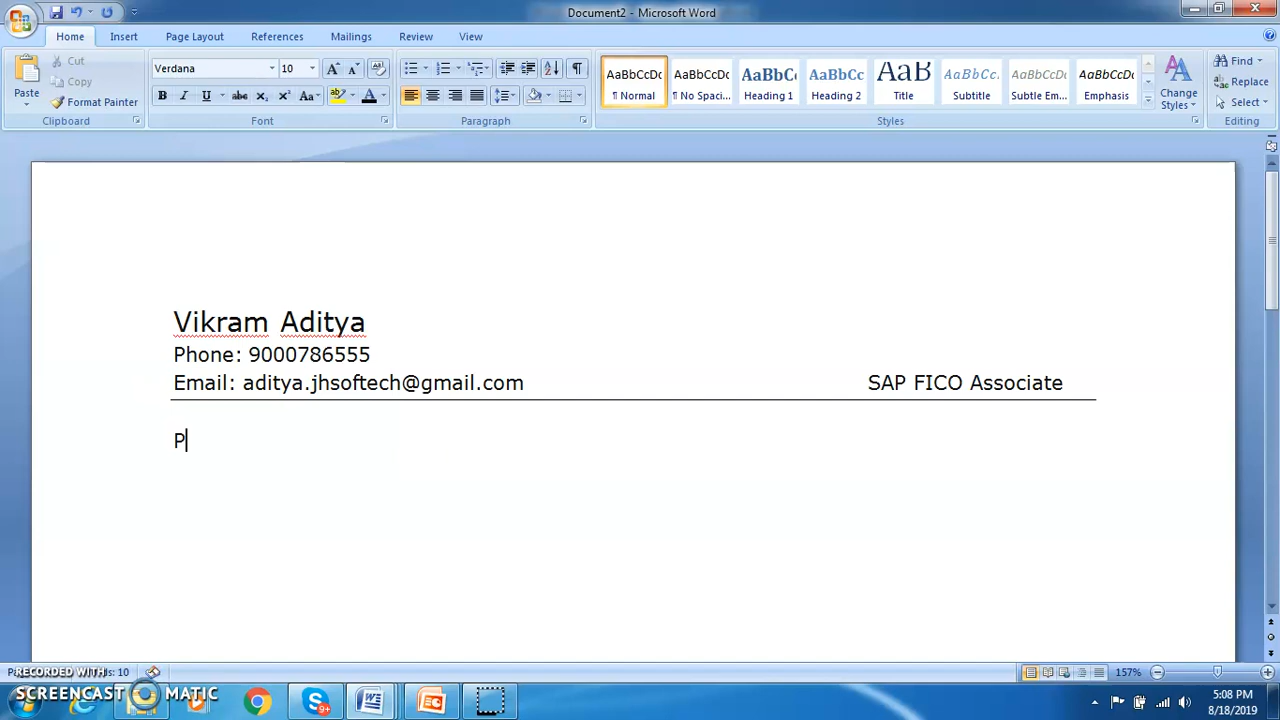 Document2 - Microsoft Word
Home Insert Page Layout References Mailings Review View
Paste
Cut
Copy
Format Painter
Clipboard
Verdana 10
Font
Paragraph
AaBbCcDc AaBbCcDc AaBbC AaBbCc AaB AaBbCc. AaBbCcDc AaBbCcDc
¶ Normal ¶ No Spaci... Heading 1 Heading 2 Title Subtitle Subtle Em... Emphasis
Change Styles
Styles
Find
Replace
Select
Editing
Vikram Aditya
Phone: 9000786555
Email: aditya.jhsoftech@gmail.com SAP FICO Associate
P
RECORDED WITH
SCREENCAST MATIC
: 10
157%
5:08 PM
8/18/2019